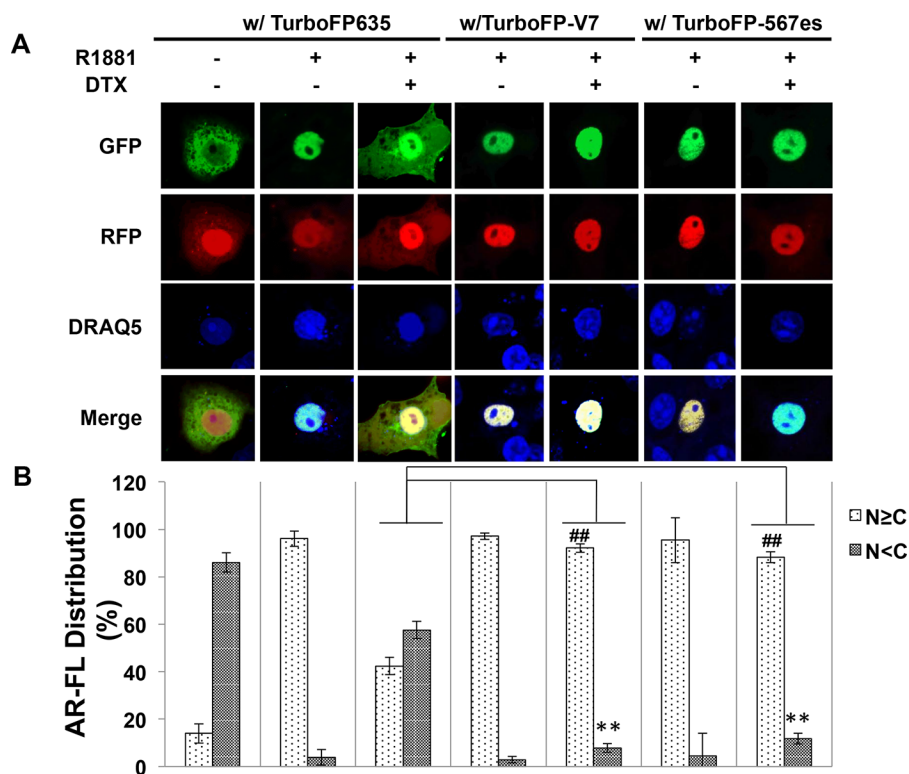 w/ TurboFP635 w/TurboFP-V7 w/ TurboFP-567es
A
R1881 - + + + + + +
DTX - - + - + - +
GFP
RFP
DRAQ5
Merge
B
120
100
80
60
40
20
0
AR-FL Distribution
(%)
## ##
** **
N≥C
N<C